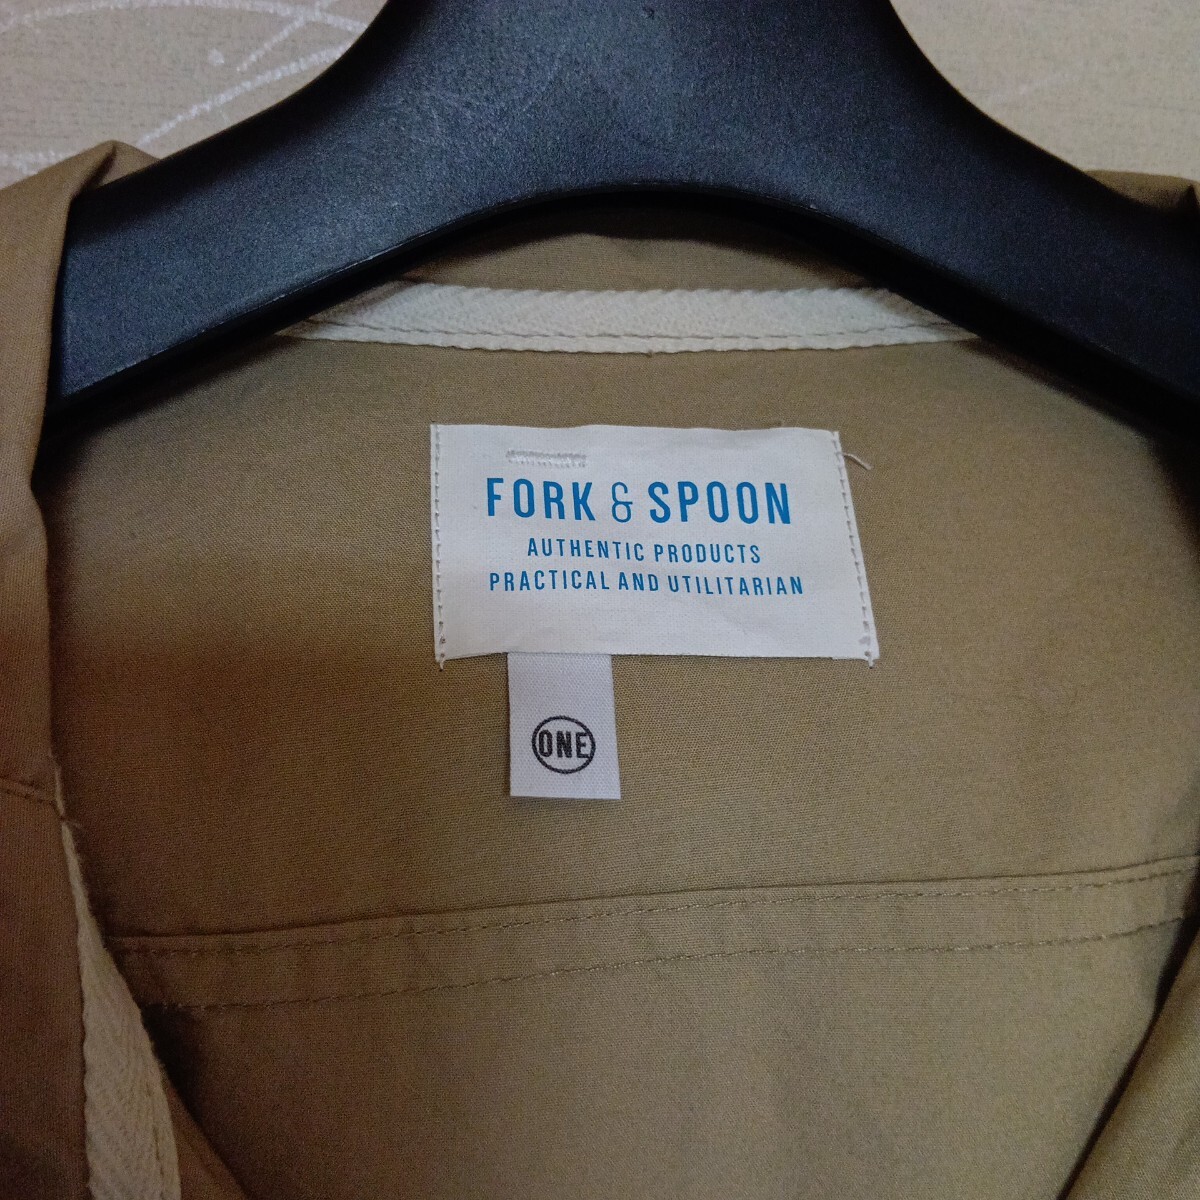 FORK & SPOON
AUTHENTIC PRODUCTS
PRACTICAL AND UTILITARIAN
ONE